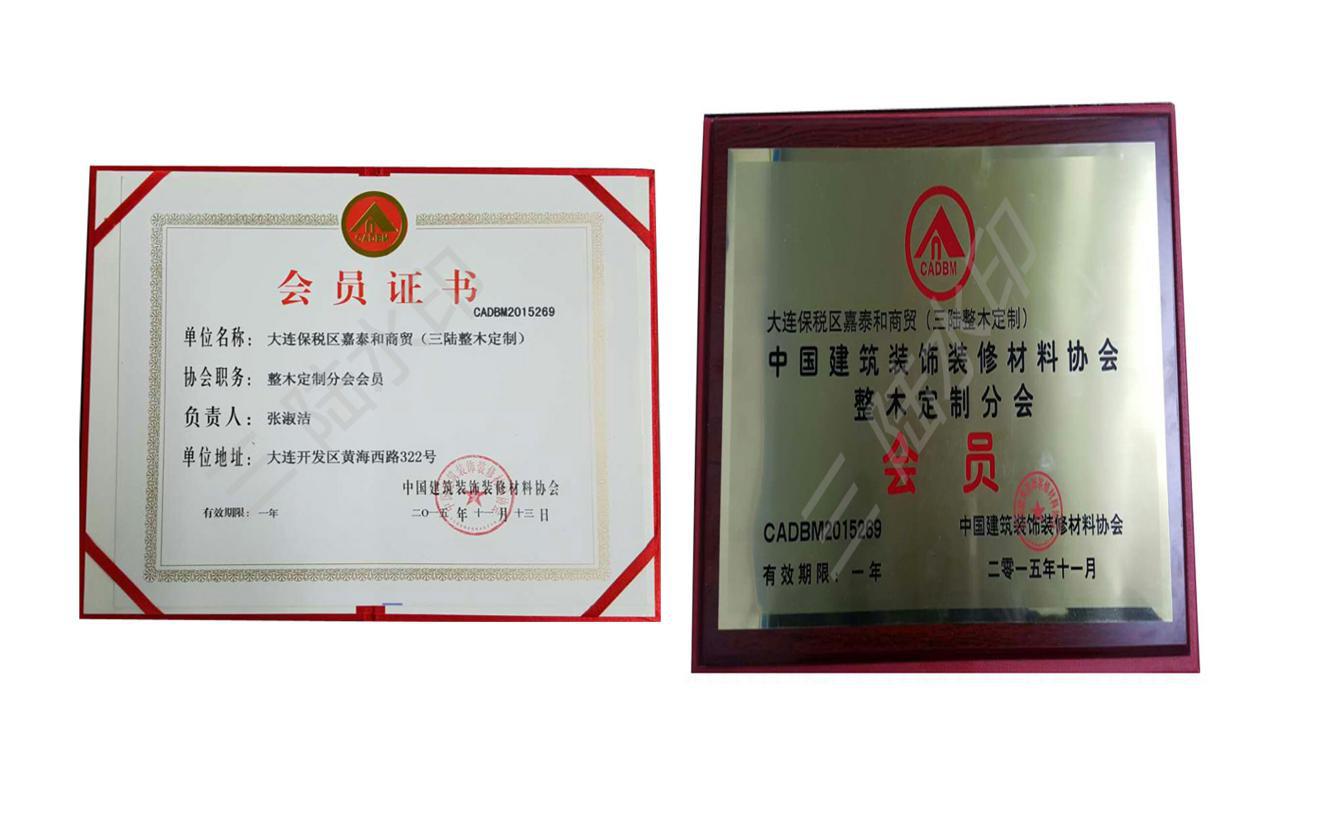 CADBM
会员证书
CADBM2015269
单位名称：大连保税区嘉泰和商贸（三陆整木定制）
协会职务：整木定制分会会员
负责人：张淑洁
单位地址：大连开发区黄海西路322号
中国建筑装饰装修材料协会
有效期限：一年
二〇一五年十一月十三日
三陆水印
CADBM
大连保税区嘉泰和商贸（三陆整木定制）
中国建筑装饰装修材料协会
整木定制分会
会员
CADBM2015269
中国建筑装饰装修材料协会
有效期限：一年
二零一五年十一月
三陆水印